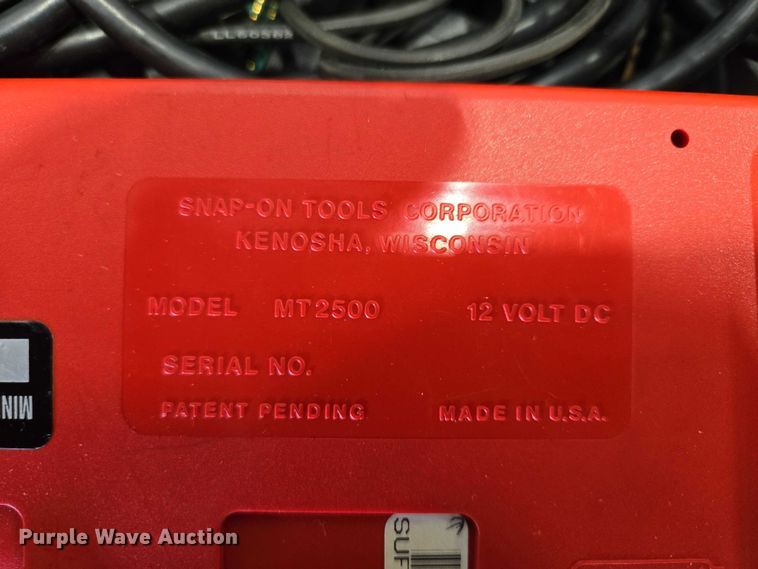 SNAP-ON TOOLS CORPORATION
KENOSHA, WISCONSIN
MODEL MT2500 12 VOLT DC
SERIAL NO.
PATENT PENDING MADE IN U.S.A.
MIN
SUF
Purple Wave Auction